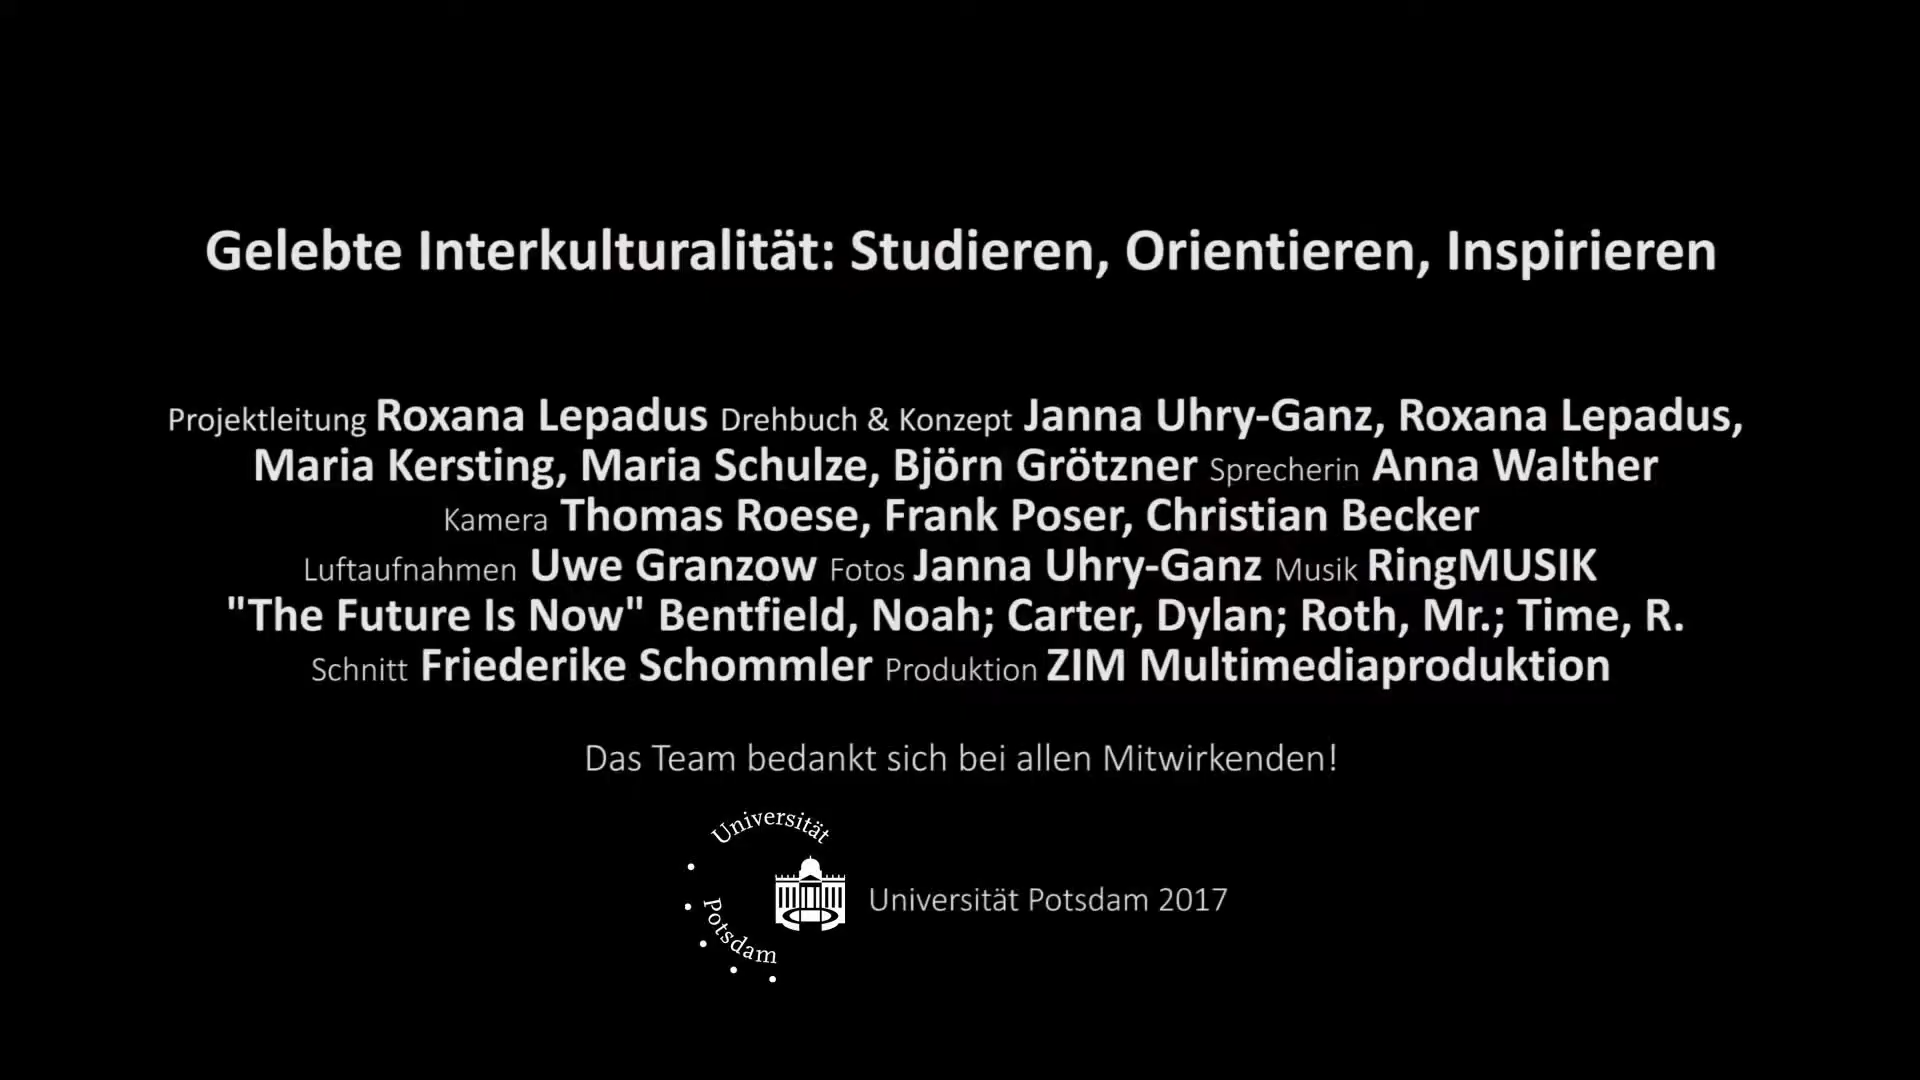 Gelebte Interkulturalität: Studieren, Orientieren, Inspirieren
Projektleitung Roxana Lepadus Drehbuch & Konzept Janna Uhry-Ganz, Roxana Lepadus,
Maria Kersting, Maria Schulze, Björn Grötzner Sprecherin Anna Walther
Kamera Thomas Roese, Frank Poser, Christian Becker
Luftaufnahmen Uwe Granzow Fotos Janna Uhry-Ganz Musik RingMUSIK
"The Future Is Now" Bentfield, Noah; Carter, Dylan; Roth, Mr.; Time, R.
Schnitt Friederike Schommler Produktion ZIM Multimediaproduktion
Das Team bedankt sich bei allen Mitwirkenden!
Universität
Potsdam
Universität Potsdam 2017